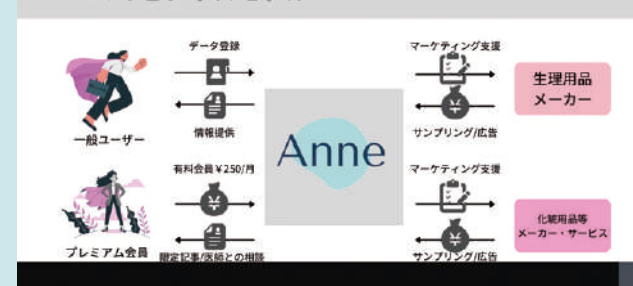 データ登録
マーケティング支援
情報提供
サンプリング/広告
一般ユーザー
生理用品
メーカー
Anne
有料会員¥250/月
マーケティング支援
プレミアム会員
限定記事/医師との相談
サンプリング/広告
化粧用品等
メーカー・サービス